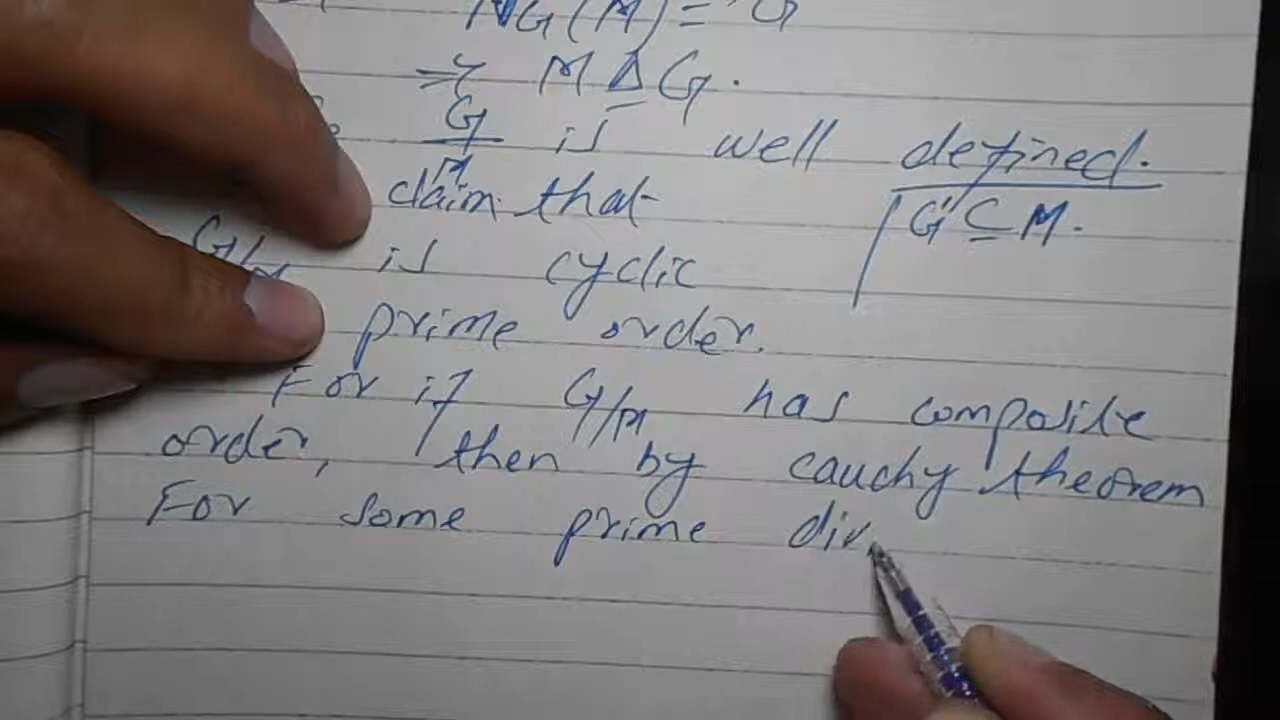 NG(M) = G
=> M Δ G.
G/M is well defined.
claim that
G' ⊆ M.
G/M is cyclic
prime order.
For if G/M has composite
order, then by cauchy theorem
For some prime div